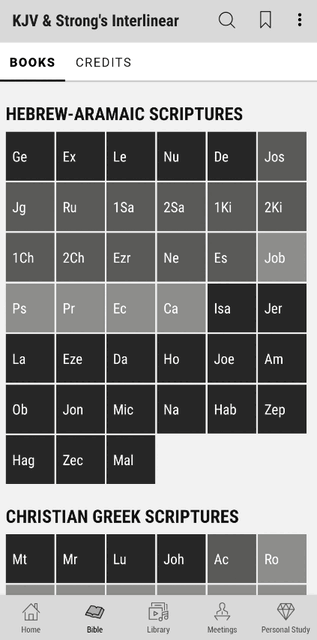 KJV & Strong's Interlinear
BOOKS CREDITS
HEBREW-ARAMAIC SCRIPTURES
Ge Ex Le Nu De Jos
Jg Ru 1Sa 2Sa 1Ki 2Ki
1Ch 2Ch Ezr Ne Es Job
Ps Pr Ec Ca Isa Jer
La Eze Da Ho Joe Am
Ob Jon Mic Na Hab Zep
Hag Zec Mal
CHRISTIAN GREEK SCRIPTURES
Mt Mr Lu Joh Ac Ro
Home Bible Library Meetings Personal Study